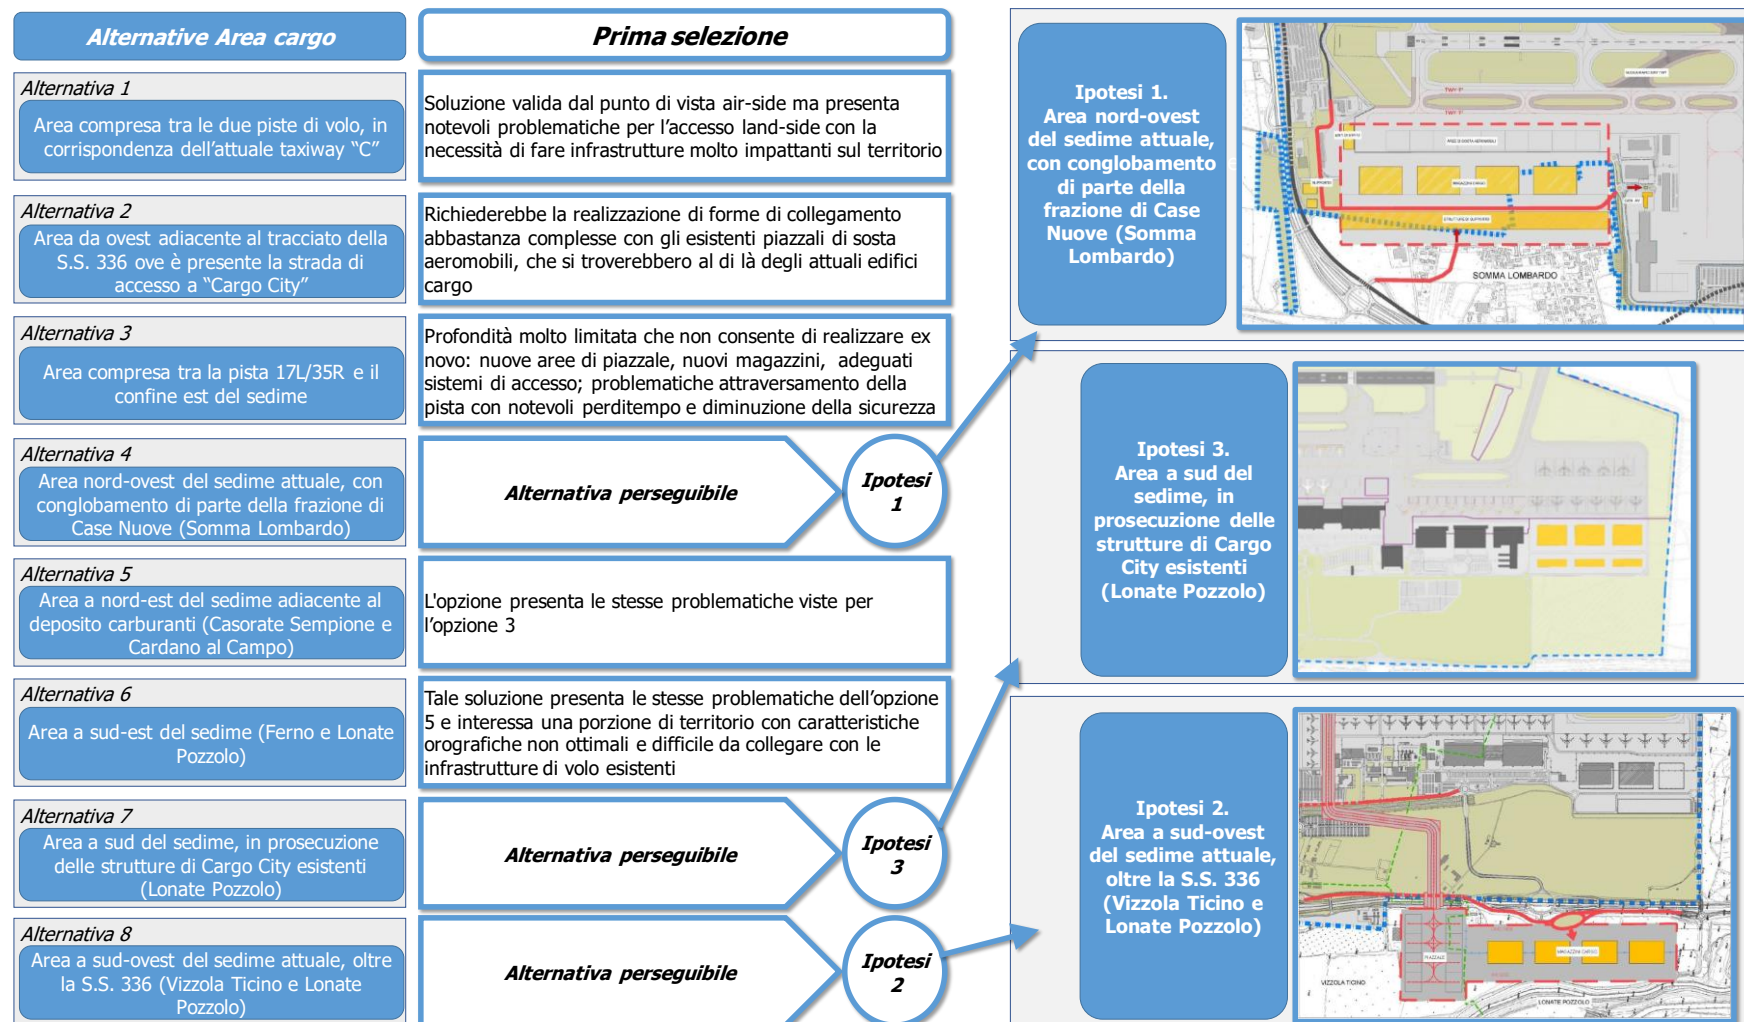 Alternative Area cargo
Prima selezione
Alternativa 1
Area compresa tra le due piste di volo, in
corrispondenza dell'attuale taxiway “C”
Soluzione valida dal punto di vista air-side ma presenta
notevoli problematiche per l'accesso land-side con la
necessità di fare infrastrutture molto impattanti sul territorio
Alternativa 2
Area da ovest adiacente al tracciato della
S.S. 336 ove è presente la strada di
accesso a “Cargo City”
Richiederebbe la realizzazione di forme di collegamento
abbastanza complesse con gli esistenti piazzali di sosta
aeromobili, che si troverebbero al di là degli attuali edifici
cargo
Alternativa 3
Area compresa tra la pista 17L/35R e il
confine est del sedime
Profondità molto limitata che non consente di realizzare ex
novo: nuove aree di piazzale, nuovi magazzini, adeguati
sistemi di accesso; problematiche attraversamento della
pista con notevoli perditempo e diminuzione della sicurezza
Alternativa 4
Area nord-ovest del sedime attuale, con
conglobamento di parte della frazione di
Case Nuove (Somma Lombardo)
Alternativa perseguibile
Ipotesi
1
Alternativa 5
Area a nord-est del sedime adiacente al
deposito carburanti (Casorate Sempione e
Cardano al Campo)
L'opzione presenta le stesse problematiche viste per
l'opzione 3
Alternativa 6
Area a sud-est del sedime (Ferno e Lonate
Pozzolo)
Tale soluzione presenta le stesse problematiche dell'opzione
5 e interessa una porzione di territorio con caratteristiche
orografiche non ottimali e difficile da collegare con le
infrastrutture di volo esistenti
Alternativa 7
Area a sud del sedime, in prosecuzione
delle strutture di Cargo City esistenti
(Lonate Pozzolo)
Alternativa perseguibile
Ipotesi
3
Alternativa 8
Area a sud-ovest del sedime attuale, oltre
la S.S. 336 (Vizzola Ticino e Lonate
Pozzolo)
Alternativa perseguibile
Ipotesi
2
Ipotesi 1.
Area nord-ovest
del sedime attuale,
con conglobamento
di parte della
frazione di Case
Nuove (Somma
Lombardo)
MAGAZZINI CARGO
STRUTTURE DI SUPPORTO
SOMMA LOMBARDO
Ipotesi 3.
Area a sud del
sedime, in
prosecuzione delle
strutture di Cargo
City esistenti
(Lonate Pozzolo)
Ipotesi 2.
Area a sud-ovest
del sedime attuale,
oltre la S.S. 336
(Vizzola Ticino e
Lonate Pozzolo)
PIAZZALE
MAGAZZINI CARGO
VIZZOLA TICINO
LONATE POZZOLO